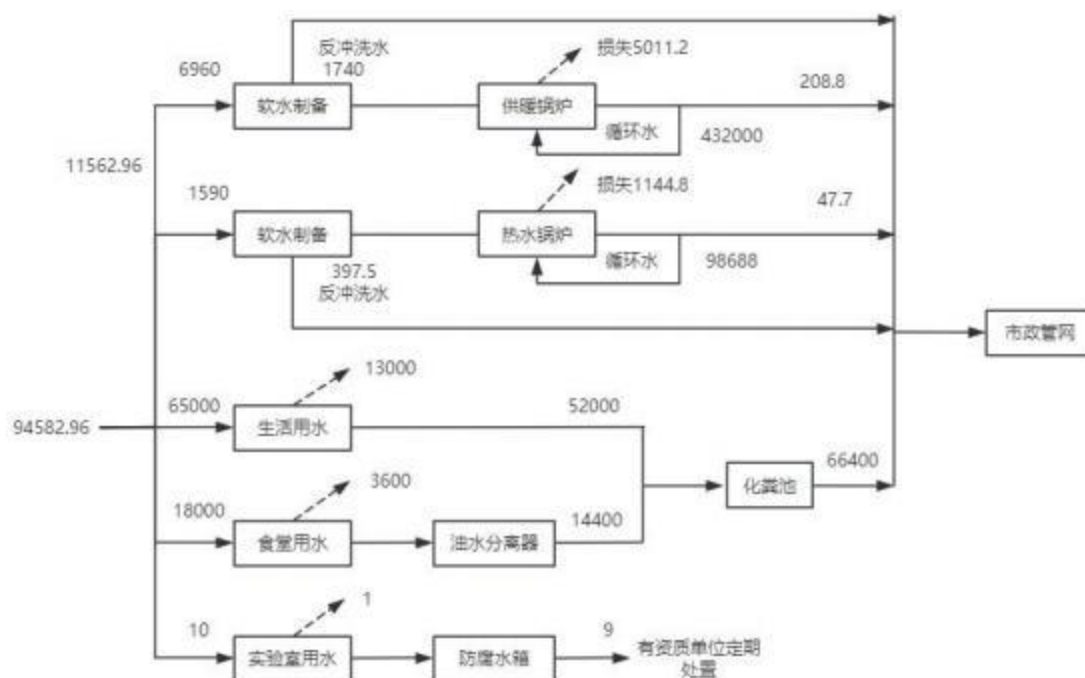 反冲洗水
损失5011.2
6960
1740
208.8
软水制备
供暖锅炉
循环水
432000
11562.96
损失1144.8
1590
47.7
软水制备
热水锅炉
397.5
循环水
98688
反冲洗水
市政管网
13000
65000
52000
94582.96
生活用水
66400
3600
化粪池
18000
14400
食堂用水
油水分离器
1
10
9
实验室用水
防腐水箱
有资质单位定期
处置